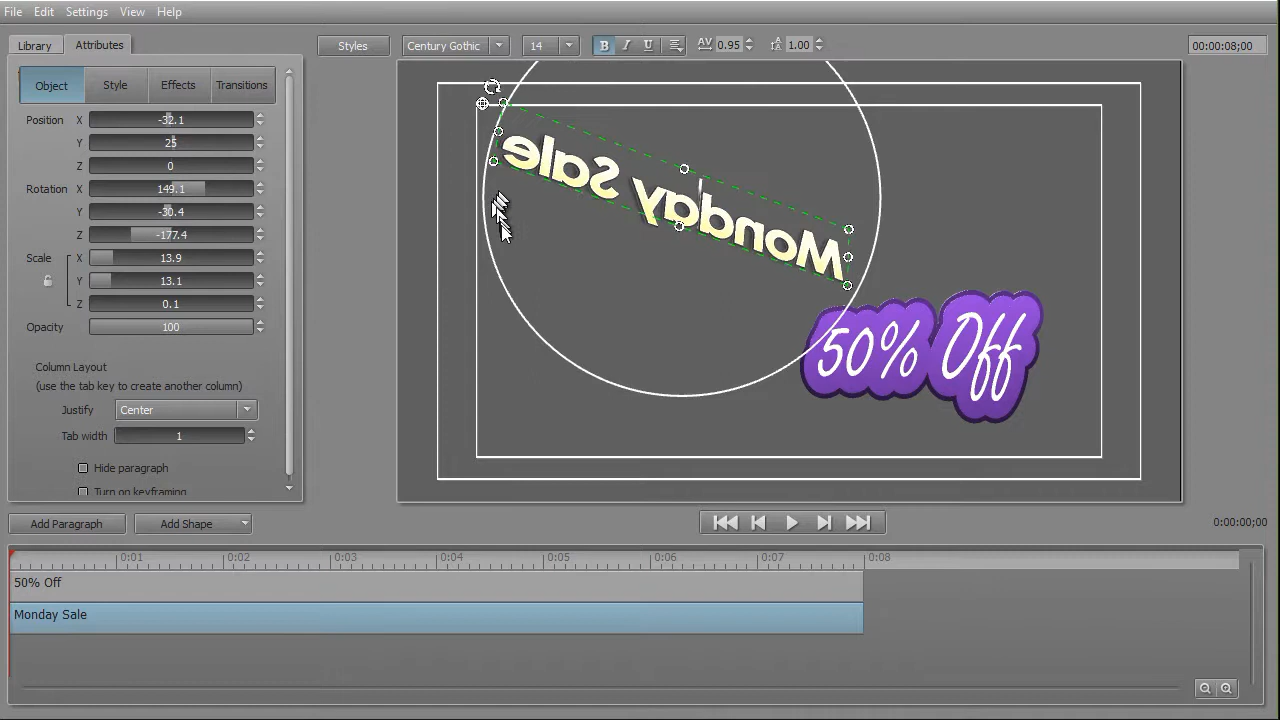 File Edit Settings View Help
Library Attributes Styles Century Gothic 14 B I U AV 0.95 A 1.00 00:00:08;00
Object Style Effects Transitions
Position X -32.1
Y 25
Z 0
Rotation X 149.1
Y -30.4
Z -177.4
Scale X 13.9
Y 13.1
Z 0.1
Opacity 100
Column Layout
(use the tab key to create another column)
Justify Center
Tab width 1
Hide paragraph
Turn on keyframing
Monday Sale
50% Off
Add Paragraph Add Shape 0:00:00;00
0:01 0:02 0:03 0:04 0:05 0:06 0:07 0:08
50% Off
Monday Sale